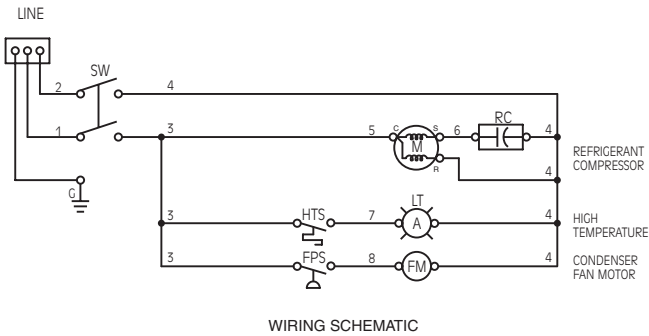 LINE
SW
2
4
1
3
5
C
S
M
R
6
RC
4
REFRIGERANT
COMPRESSOR
4
G
3
HTS
7
LT
A
4
HIGH
TEMPERATURE
3
FPS
8
FM
4
CONDENSER
FAN MOTOR
WIRING SCHEMATIC